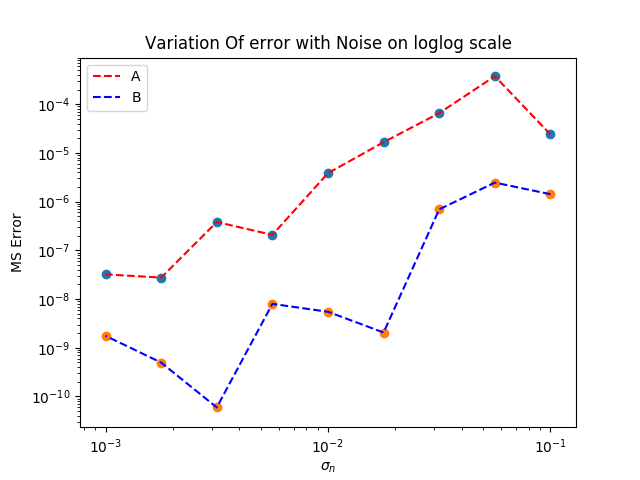 Variation Of error with Noise on loglog scale
A
B
MS Error
10⁻⁴
10⁻⁵
10⁻⁶
10⁻⁷
10⁻⁸
10⁻⁹
10⁻¹⁰
10⁻³
10⁻²
10⁻¹
σₙ